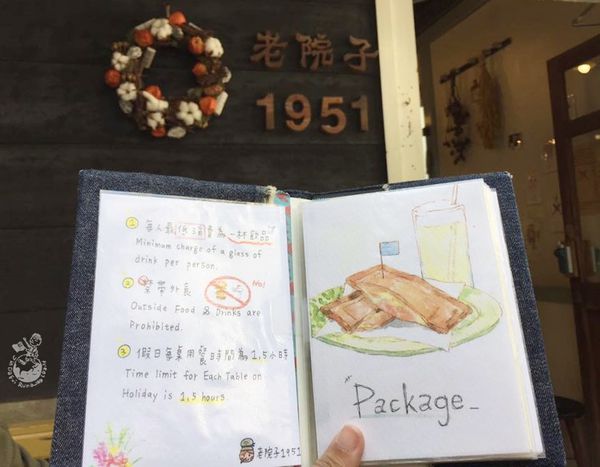 老院子
1951
① 每人最低消費為一杯飲品
Minimum charge of a glass of
drink per person.
② 禁帶外食
No!
Outside Food & Drinks are
Prohibited.
③ 假日每桌用餐時間為1.5小時
Time limit for Each Table on
Holiday is 1.5 hours.
老院子1951
Package_